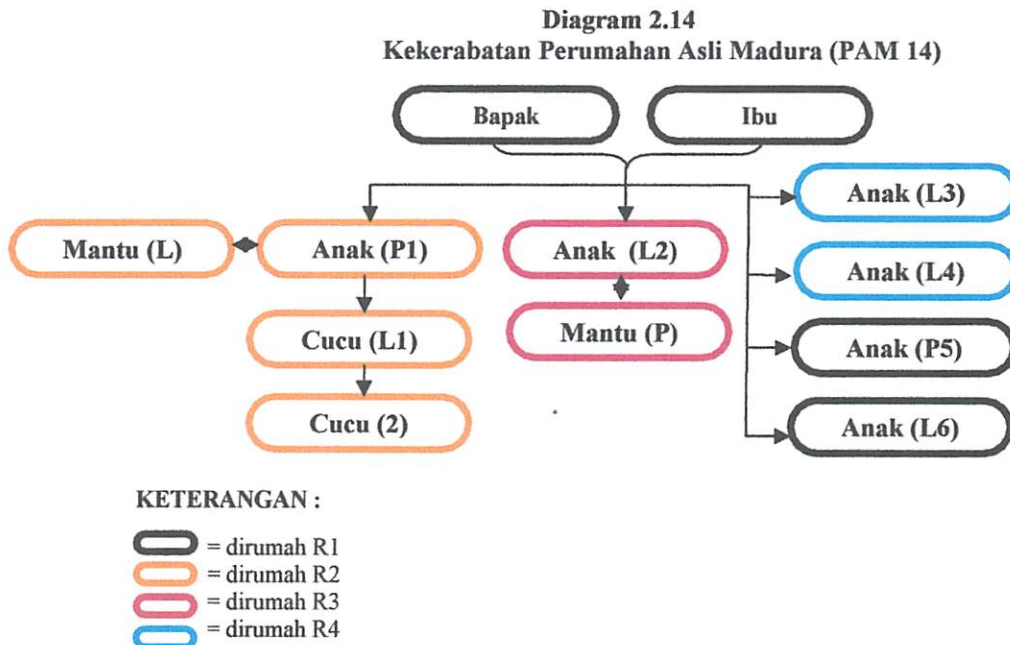 Diagram 2.14
Kekerabatan Perumahan Asli Madura (PAM 14)
Bapak
Ibu
Anak (L3)
Mantu (L)
Anak (P1)
Anak (L2)
Anak (L4)
Cucu (L1)
Mantu (P)
Anak (P5)
Cucu (2)
Anak (L6)
KETERANGAN :
= dirumah R1
= dirumah R2
= dirumah R3
= dirumah R4